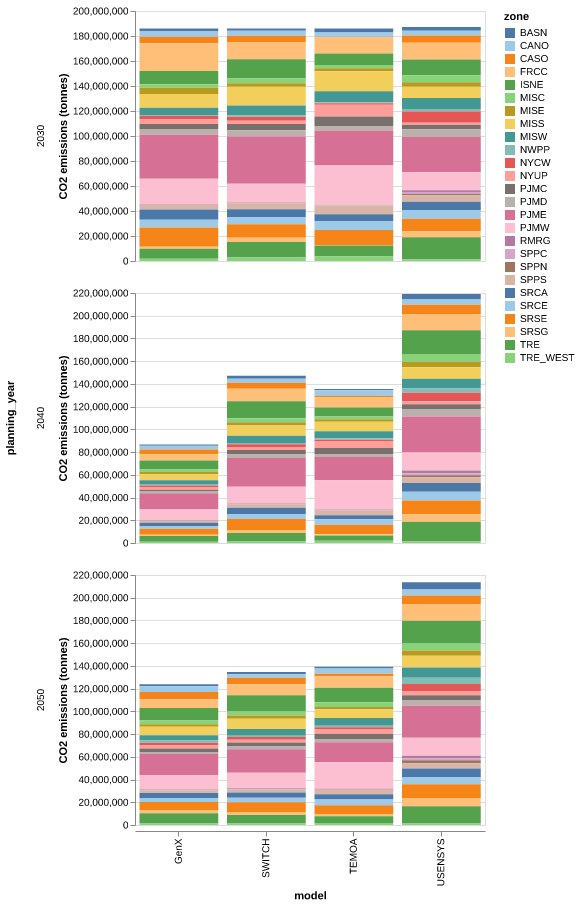 zone
BASN
CANO
CASO
FRCC
ISNE
MISC
MISE
MISS
MISW
NWPP
NYCW
NYUP
PJMC
PJMD
PJME
PJMW
RMRG
SPPC
SPPN
SPPS
SRCA
SRCE
SRSE
SRSG
TRE
TRE_WEST
planning_year
2030
CO2 emissions (tonnes)
200,000,000
180,000,000
160,000,000
140,000,000
120,000,000
100,000,000
80,000,000
60,000,000
40,000,000
20,000,000
0
2040
CO2 emissions (tonnes)
220,000,000
200,000,000
180,000,000
160,000,000
140,000,000
120,000,000
100,000,000
80,000,000
60,000,000
40,000,000
20,000,000
0
2050
CO2 emissions (tonnes)
220,000,000
200,000,000
180,000,000
160,000,000
140,000,000
120,000,000
100,000,000
80,000,000
60,000,000
40,000,000
20,000,000
0
GenX
SWITCH
TEMOA
USENSYS
model